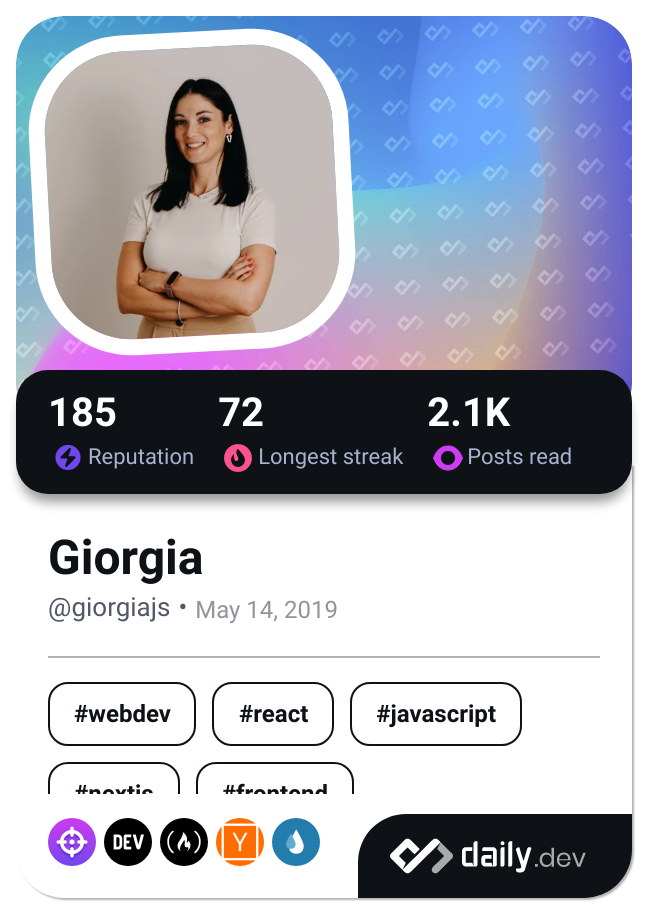 185 72 2.1K
Reputation Longest streak Posts read
Giorgia
@giorgiajs • May 14, 2019
#webdev #react #javascript
#nextjs #frontend
DEV Y daily.dev